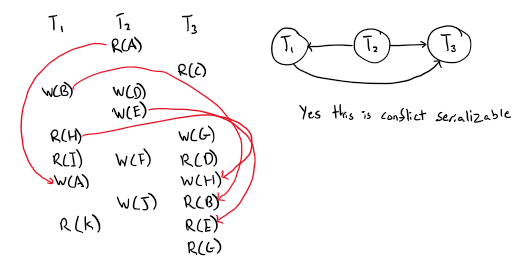 T₁ T₂ T₃
R(A)
R(C)
W(B) W(D)
W(E)
R(H) W(G)
R(I) W(F) R(D)
W(A) W(H)
W(J) R(B)
R(K) R(E)
R(G)
T₁ T₂ T₃
Yes this is conflict serializable